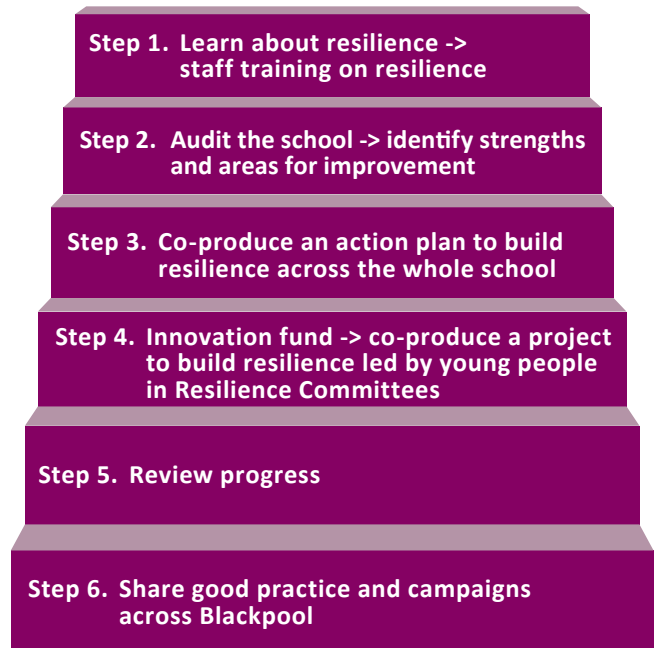 Step 1. Learn about resilience ->
staff training on resilience
Step 2. Audit the school -> identify strengths
and areas for improvement
Step 3. Co-produce an action plan to build
resilience across the whole school
Step 4. Innovation fund -> co-produce a project
to build resilience led by young people
in Resilience Committees
Step 5. Review progress
Step 6. Share good practice and campaigns
across Blackpool